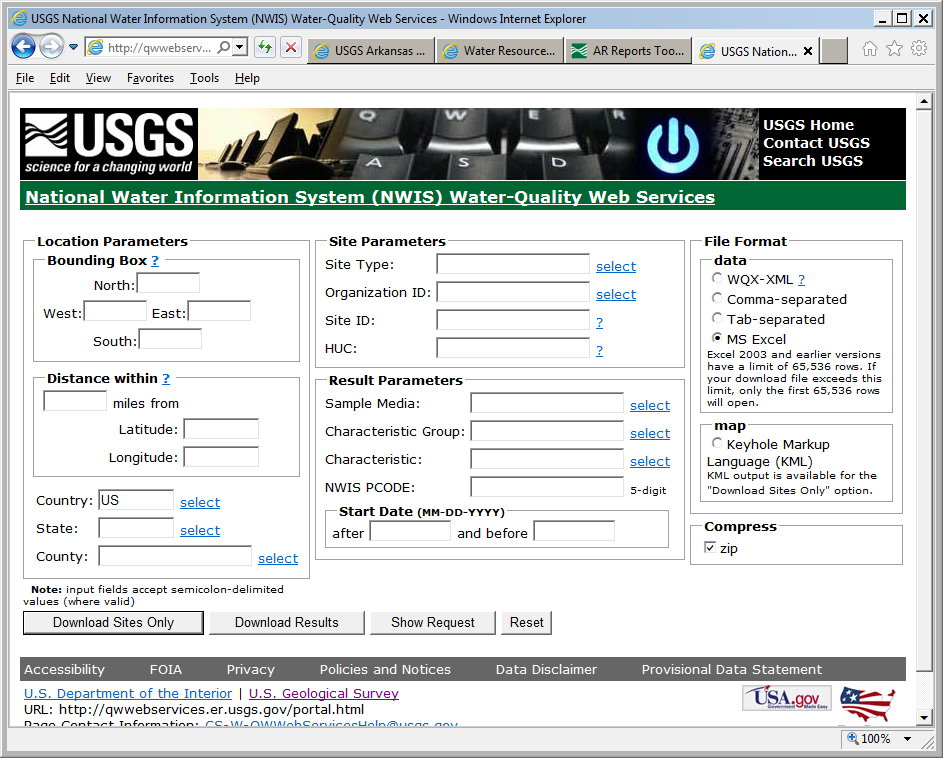 USGS National Water Information System (NWIS) Water-Quality Web Services - Windows Internet Explorer
http://qwwebserv...
USGS Arkansas ...
Water Resource...
AR Reports Too...
USGS Nation...
File Edit View Favorites Tools Help
USGS
science for a changing world
Q W E R
A S D
USGS Home
Contact USGS
Search USGS
National Water Information System (NWIS) Water-Quality Web Services
Location Parameters
Bounding Box ?
North:
West: East:
South:
Distance within ?
miles from
Latitude:
Longitude:
Country: US select
State: select
County: select
Note: input fields accept semicolon-delimited
values (where valid)
Site Parameters
Site Type: select
Organization ID: select
Site ID: ?
HUC: ?
Result Parameters
Sample Media: select
Characteristic Group: select
Characteristic: select
NWIS PCODE: 5-digit
Start Date (MM-DD-YYYY)
after and before
File Format
data
WQX-XML ?
Comma-separated
Tab-separated
MS Excel
Excel 2003 and earlier versions
have a limit of 65,536 rows. If
your download file exceeds this
limit, only the first 65,536 rows
will open.
map
Keyhole Markup
Language (KML)
KML output is available for the
"Download Sites Only" option.
Compress
zip
Download Sites Only Download Results Show Request Reset
Accessibility FOIA Privacy Policies and Notices Data Disclaimer Provisional Data Statement
U.S. Department of the Interior | U.S. Geological Survey
URL: http://qwwebservices.er.usgs.gov/portal.html
Page Contact Information: GS-W-QWWebServicesHelp@usgs.gov
USA.gov
Government Made Easy
100%